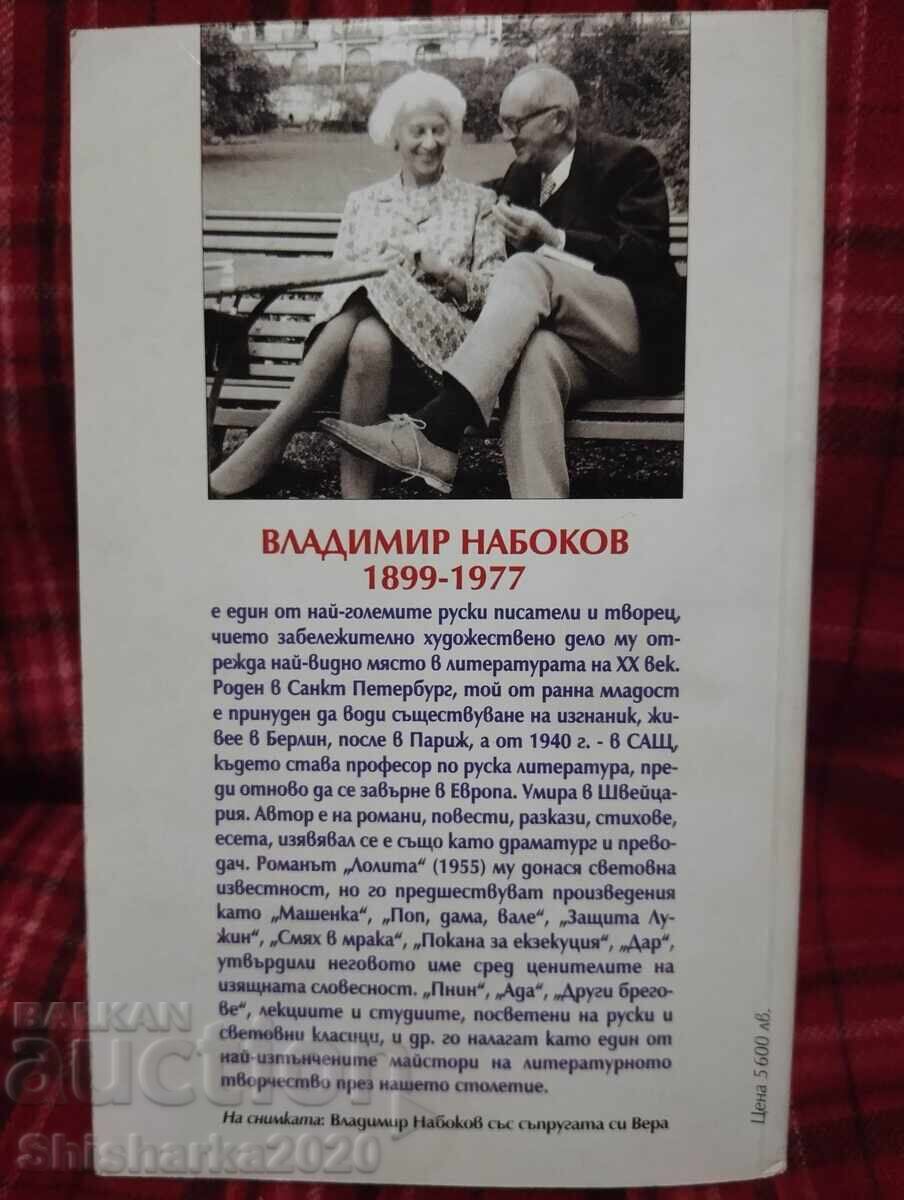 ВЛАДИМИР НАБОКОВ
1899-1977
е един от най-големите руски писатели и творец,
чието забележително художествено дело му от-
режда най-видно място в литературата на XX век.
Роден в Санкт Петербург, той от ранна младост
е принуден да води съществуване на изгнаник, жи-
вее в Берлин, после в Париж, а от 1940 г. - в САЩ,
където става професор по руска литература, пре-
ди отново да се завърне в Европа. Умира в Швейца-
рия. Автор е на романи, повести, разкази, стихове,
есета, изявявал се е също като драматург и прево-
дач. Романът „Лолита“ (1955) му донася световна
известност, но го предшествуват произведения
като „Машенка“, „Поп, дама, вале“, „Защита Лу-
жин“, „Смях в мрака“, „Покана за екзекуция“, „Дар“,
утвърдили неговото име сред ценителите на
изящната словесност. „Пнин“, „Ада“, „Други брего-
ве“, лекциите и студиите, посветени на руски и
световни класици, и др. го налагат като един от
най-изтънчените майстори на литературното
творчество през нашето столетие.
На снимката: Владимир Набоков със съпругата си Вера
Цена 5 600 лв.
BALKAN
auction
Shisharka2020